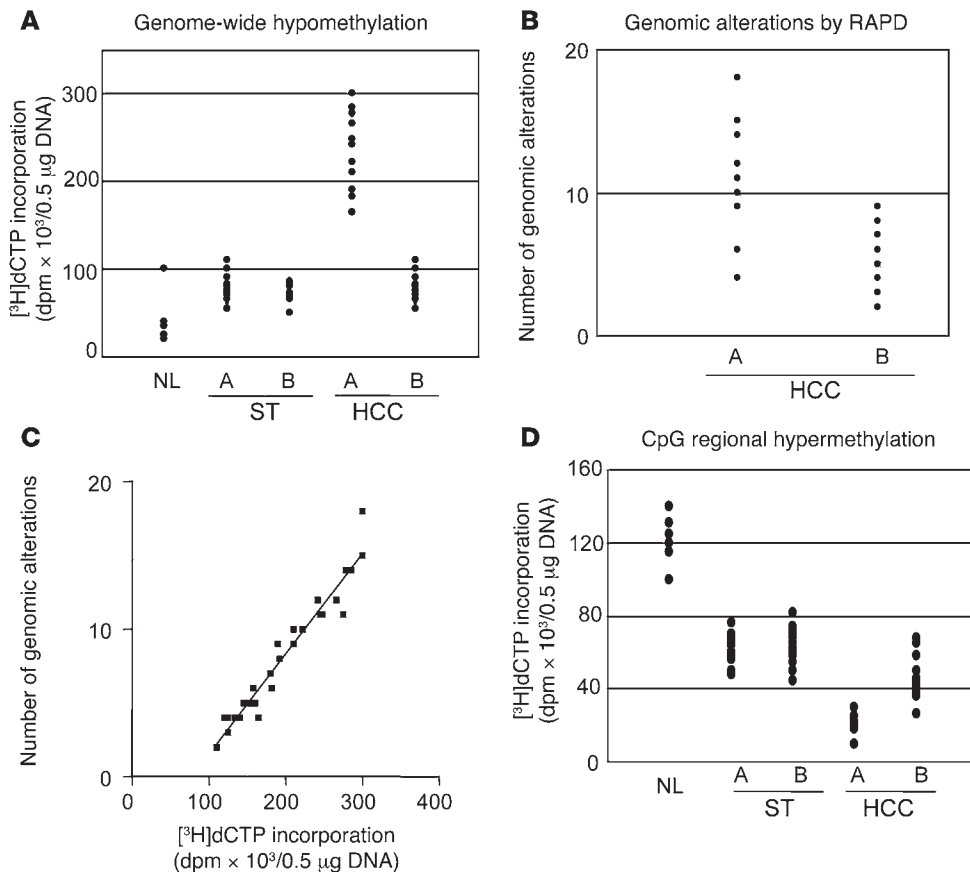 A Genome-wide hypomethylation
[³H]dCTP incorporation
(dpm × 10³/0.5 µg DNA)
300
200
100
0
NL A B A B
ST HCC
B Genomic alterations by RAPD
Number of genomic alterations
20
10
0
A B
HCC
C
Number of genomic alterations
20
10
0
0 100 200 300 400
[³H]dCTP incorporation
(dpm × 10³/0.5 µg DNA)
D CpG regional hypermethylation
[³H]dCTP incorporation
(dpm × 10³/0.5 µg DNA)
160
120
80
40
0
A B A B
NL ST HCC